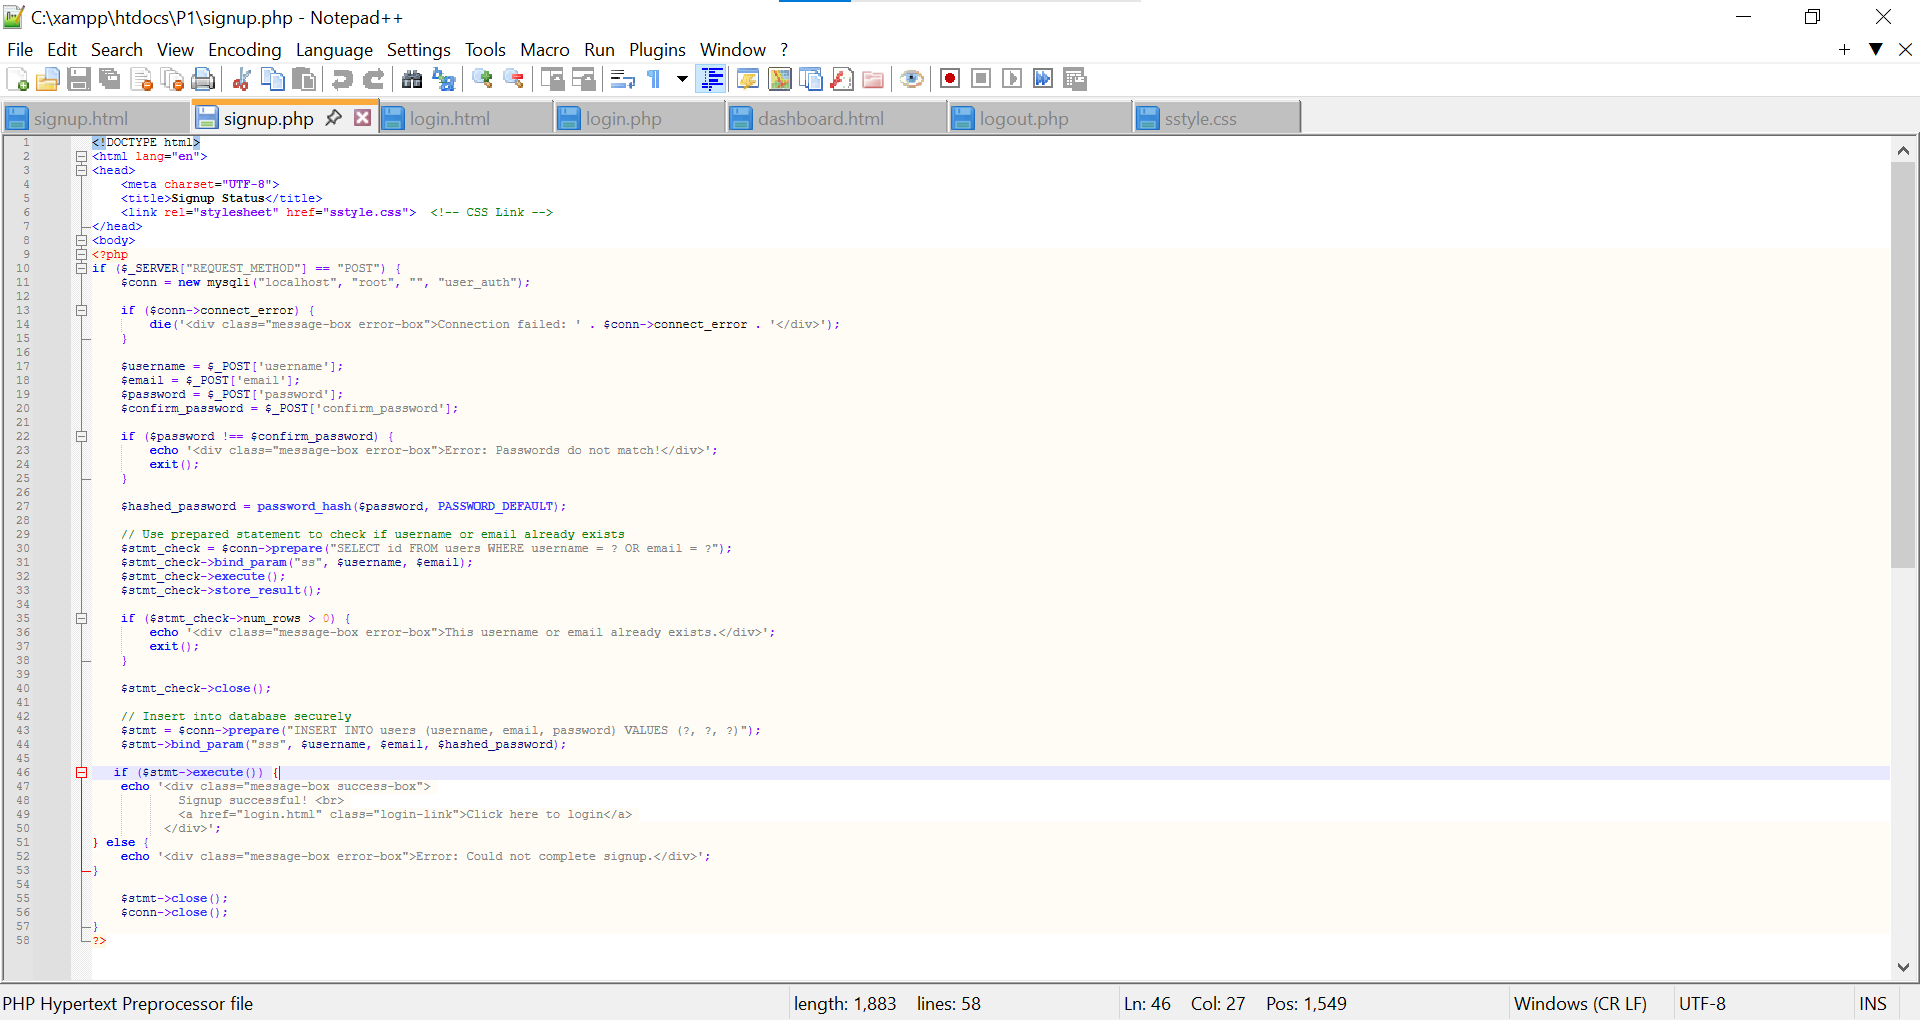 C:\xampp\htdocs\P1\signup.php - Notepad++
File Edit Search View Encoding Language Settings Tools Macro Run Plugins Window ?
signup.html signup.php login.html login.php dashboard.html logout.php sstyle.css
1 <!DOCTYPE html>
2 <html lang="en">
3 <head>
4 <meta charset="UTF-8">
5 <title>Signup Status</title>
6 <link rel="stylesheet" href="sstyle.css"> <!-- CSS Link -->
7 </head>
8 <body>
9 <?php
10 if ($_SERVER["REQUEST_METHOD"] == "POST") {
11 $conn = new mysqli("localhost", "root", "", "user_auth");
12
13 if ($conn->connect_error) {
14 die('<div class="message-box error-box">Connection failed: ' . $conn->connect_error . '</div>');
15 }
16
17 $username = $_POST['username'];
18 $email = $_POST['email'];
19 $password = $_POST['password'];
20 $confirm_password = $_POST['confirm_password'];
21
22 if ($password !== $confirm_password) {
23 echo '<div class="message-box error-box">Error: Passwords do not match!</div>';
24 exit();
25 }
26
27 $hashed_password = password_hash($password, PASSWORD_DEFAULT);
28
29 // Use prepared statement to check if username or email already exists
30 $stmt_check = $conn->prepare("SELECT id FROM users WHERE username = ? OR email = ?");
31 $stmt_check->bind_param("ss", $username, $email);
32 $stmt_check->execute();
33 $stmt_check->store_result();
34
35 if ($stmt_check->num_rows > 0) {
36 echo '<div class="message-box error-box">This username or email already exists.</div>';
37 exit();
38 }
39
40 $stmt_check->close();
41
42 // Insert into database securely
43 $stmt = $conn->prepare("INSERT INTO users (username, email, password) VALUES (?, ?, ?)");
44 $stmt->bind_param("sss", $username, $email, $hashed_password);
45
46 if ($stmt->execute()) {
47 echo '<div class="message-box success-box">
48 Signup successful! <br>
49 <a href="login.html" class="login-link">Click here to login</a>
50 </div>';
51 } else {
52 echo '<div class="message-box error-box">Error: Could not complete signup.</div>';
53 }
54
55 $stmt->close();
56 $conn->close();
57 }
58 ?>
PHP Hypertext Preprocessor file length: 1,883 lines: 58 Ln: 46 Col: 27 Pos: 1,549 Windows (CR LF) UTF-8 INS